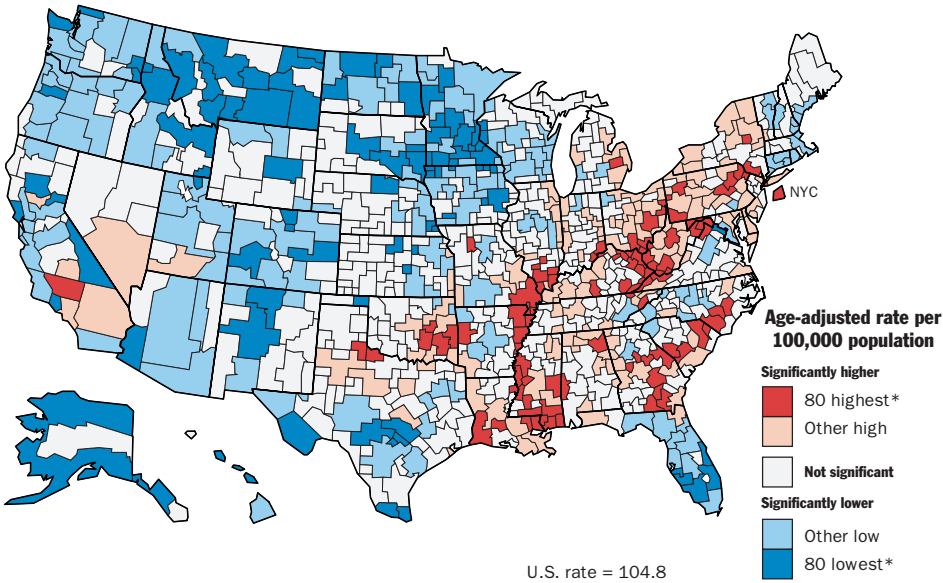 NYC
Age-adjusted rate per
100,000 population
Significantly higher
80 highest*
Other high
Not significant
Significantly lower
Other low
80 lowest*
U.S. rate = 104.8